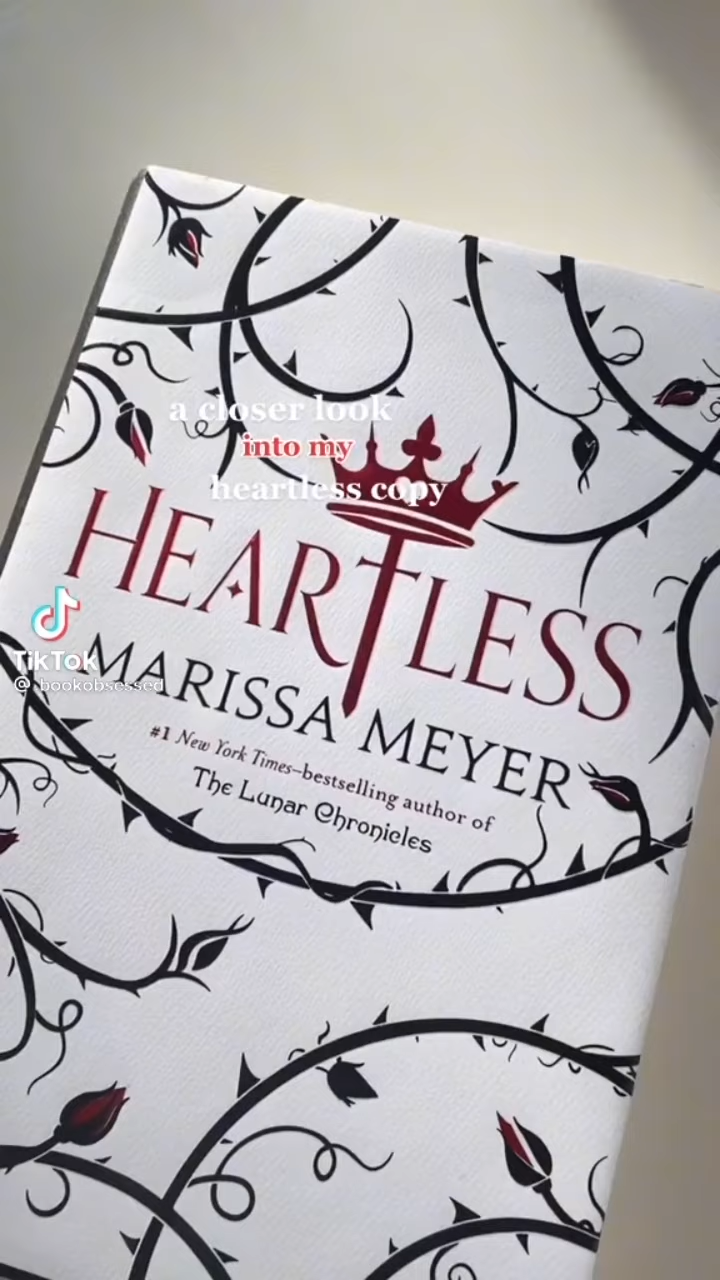 a closer look
into my
heartless copy
HEARTLESS
TikTok
@_bookobsessed
MARISSA MEYER
#1 New York Times–bestselling author of
The Lunar Chronicles